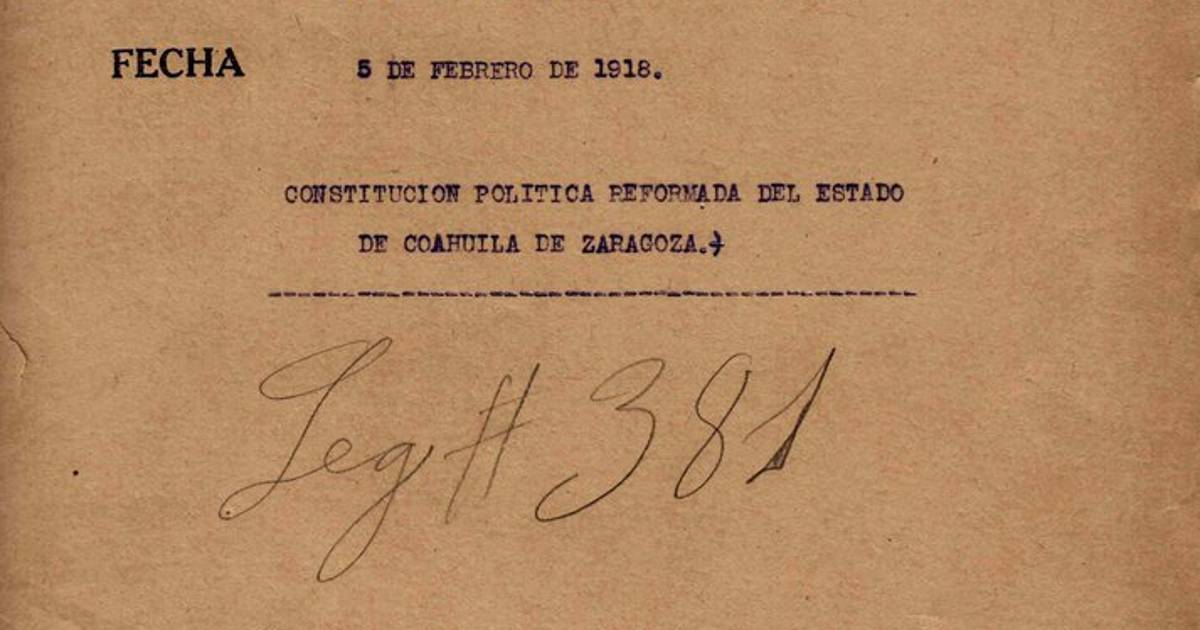 FECHA 5 DE FEBRERO DE 1918.
CONSTITUCION POLITICA REFORMADA DEL ESTADO
DE COAHUILA DE ZARAGOZA.}
Leg # 381